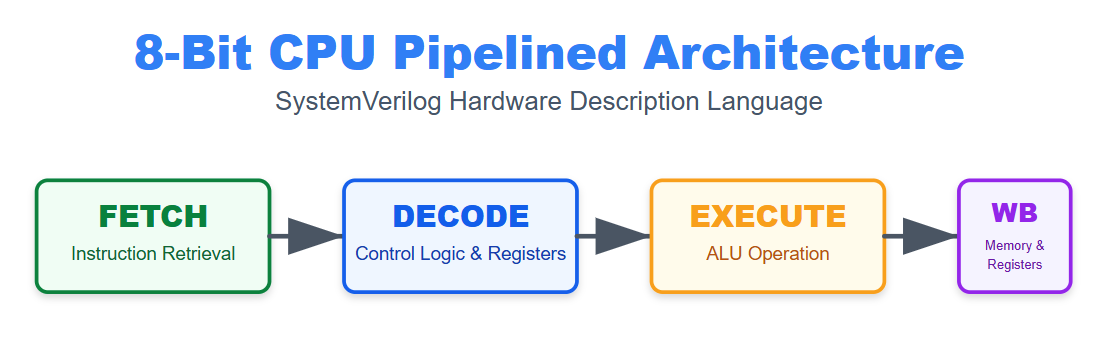 8-Bit CPU Pipelined Architecture
SystemVerilog Hardware Description Language
FETCH
Instruction Retrieval
DECODE
Control Logic & Registers
EXECUTE
ALU Operation
WB
Memory &
Registers